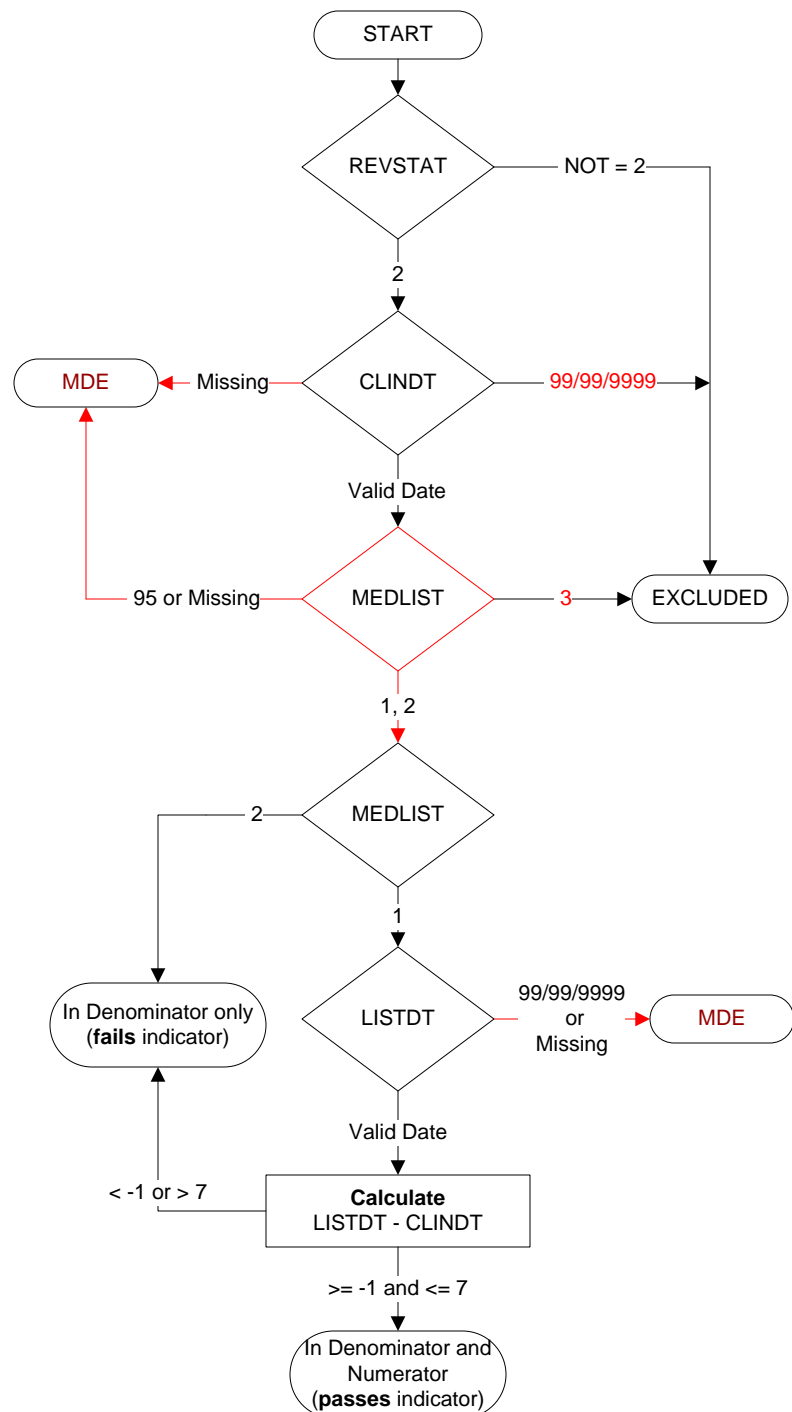 START
REVSTAT
NOT = 2
2
MDE
Missing
CLINDT
99/99/9999
Valid Date
95 or Missing
MEDLIST
3
EXCLUDED
1, 2
2
MEDLIST
1
In Denominator only
(fails indicator)
LISTDT
99/99/9999
or
Missing
MDE
Valid Date
< -1 or > 7
Calculate
LISTDT - CLINDT
>= -1 and <= 7
In Denominator and
Numerator
(passes indicator)